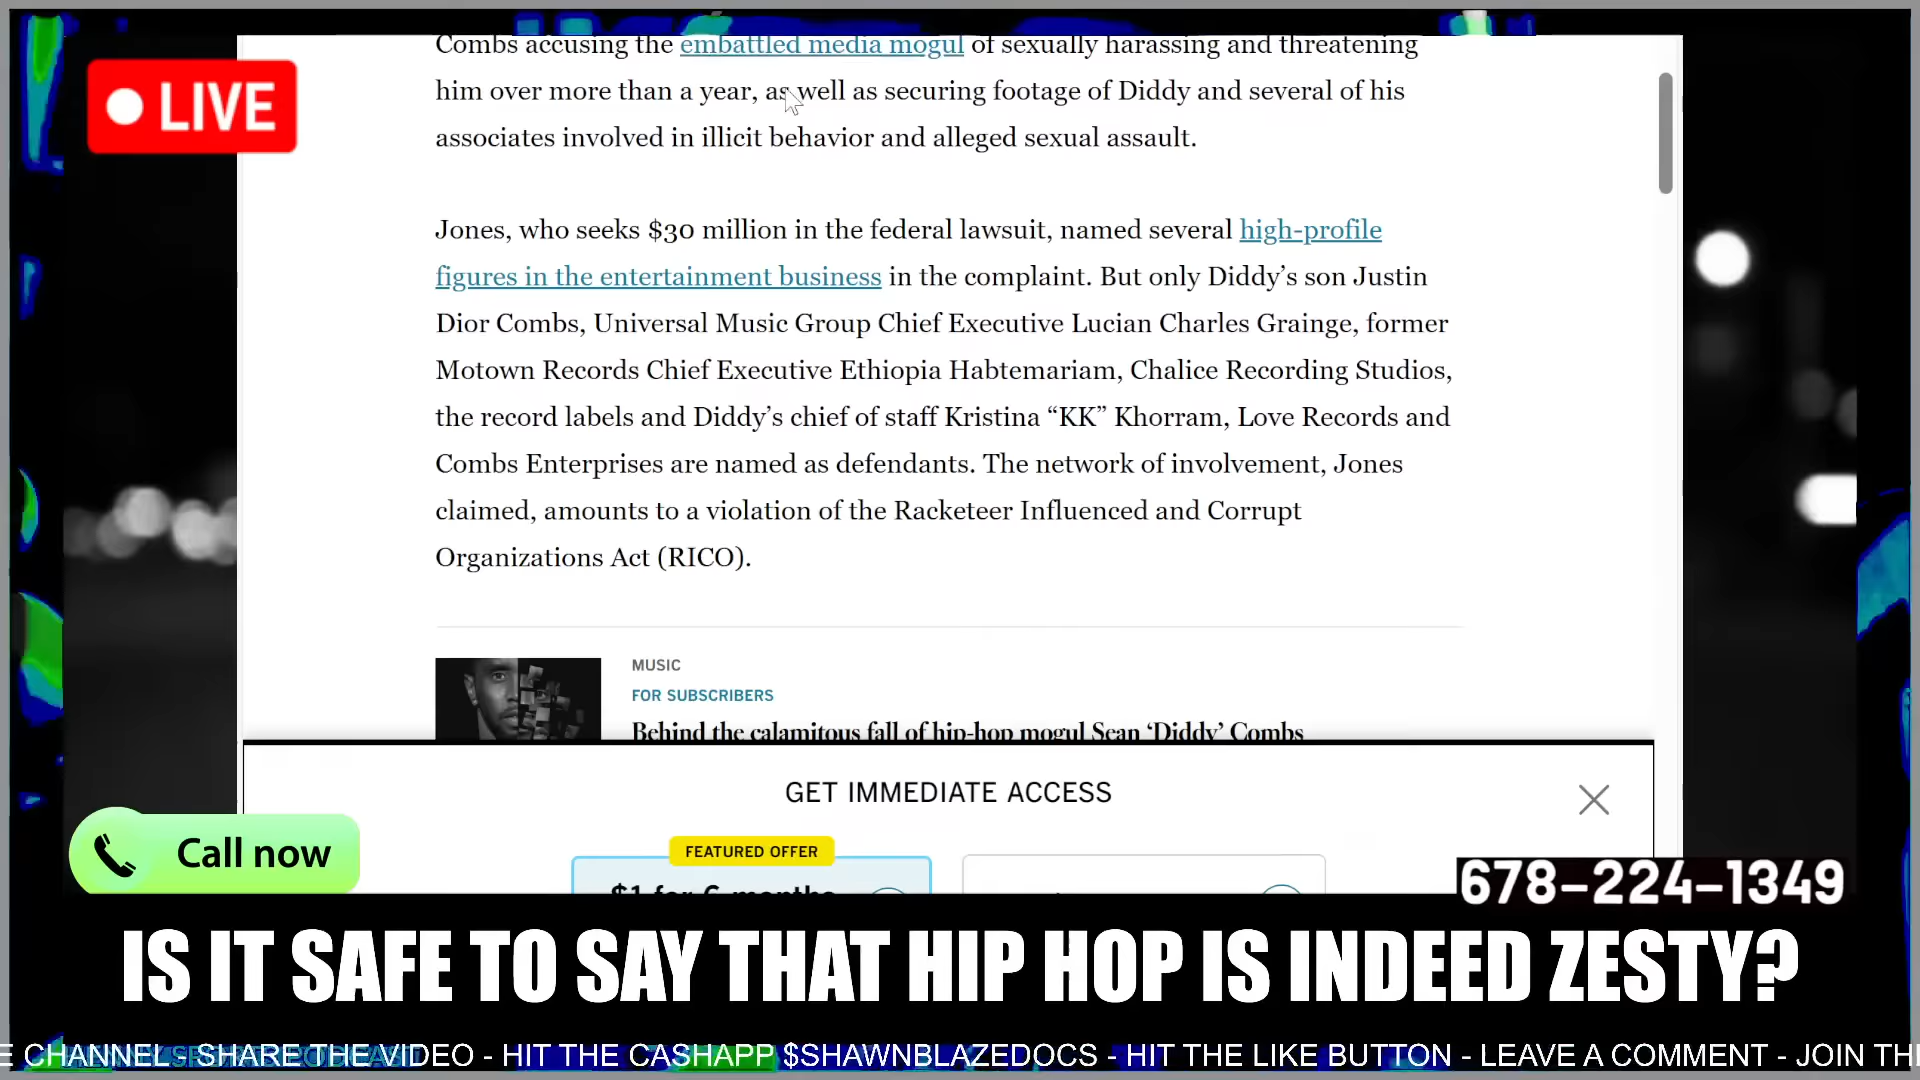 Combs accusing the embattled media mogul of sexually harassing and threatening
LIVE
him over more than a year, as well as securing footage of Diddy and several of his
associates involved in illicit behavior and alleged sexual assault.
Jones, who seeks $30 million in the federal lawsuit, named several high-profile
figures in the entertainment business in the complaint. But only Diddy’s son Justin
Dior Combs, Universal Music Group Chief Executive Lucian Charles Grainge, former
Motown Records Chief Executive Ethiopia Habtemariam, Chalice Recording Studios,
the record labels and Diddy’s chief of staff Kristina “KK” Khorram, Love Records and
Combs Enterprises are named as defendants. The network of involvement, Jones
claimed, amounts to a violation of the Racketeer Influenced and Corrupt
Organizations Act (RICO).
MUSIC
FOR SUBSCRIBERS
Behind the calamitous fall of hip-hop mogul Sean ‘Diddy’ Combs
GET IMMEDIATE ACCESS
FEATURED OFFER
$1 for 6 months
Call now
678-224-1349
IS IT SAFE TO SAY THAT HIP HOP IS INDEED ZESTY?
E CHANNEL - SHARE THE VIDEO - HIT THE CASHAPP $SHAWNBLAZEDOCS - HIT THE LIKE BUTTON - LEAVE A COMMENT - JOIN TH